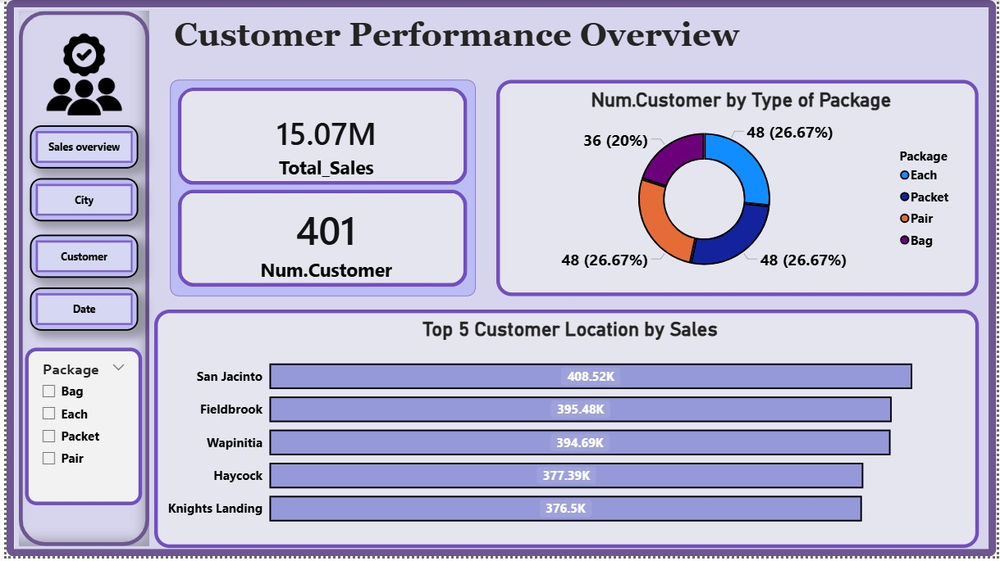 Customer Performance Overview
Sales overview
City
Customer
Date
Package
Bag
Each
Packet
Pair
15.07M
Total_Sales
401
Num.Customer
Num.Customer by Type of Package
36 (20%)
48 (26.67%)
48 (26.67%)
48 (26.67%)
Package
Each
Packet
Pair
Bag
Top 5 Customer Location by Sales
San Jacinto 408.52K
Fieldbrook 395.48K
Wapinitia 394.69K
Haycock 377.39K
Knights Landing 376.5K